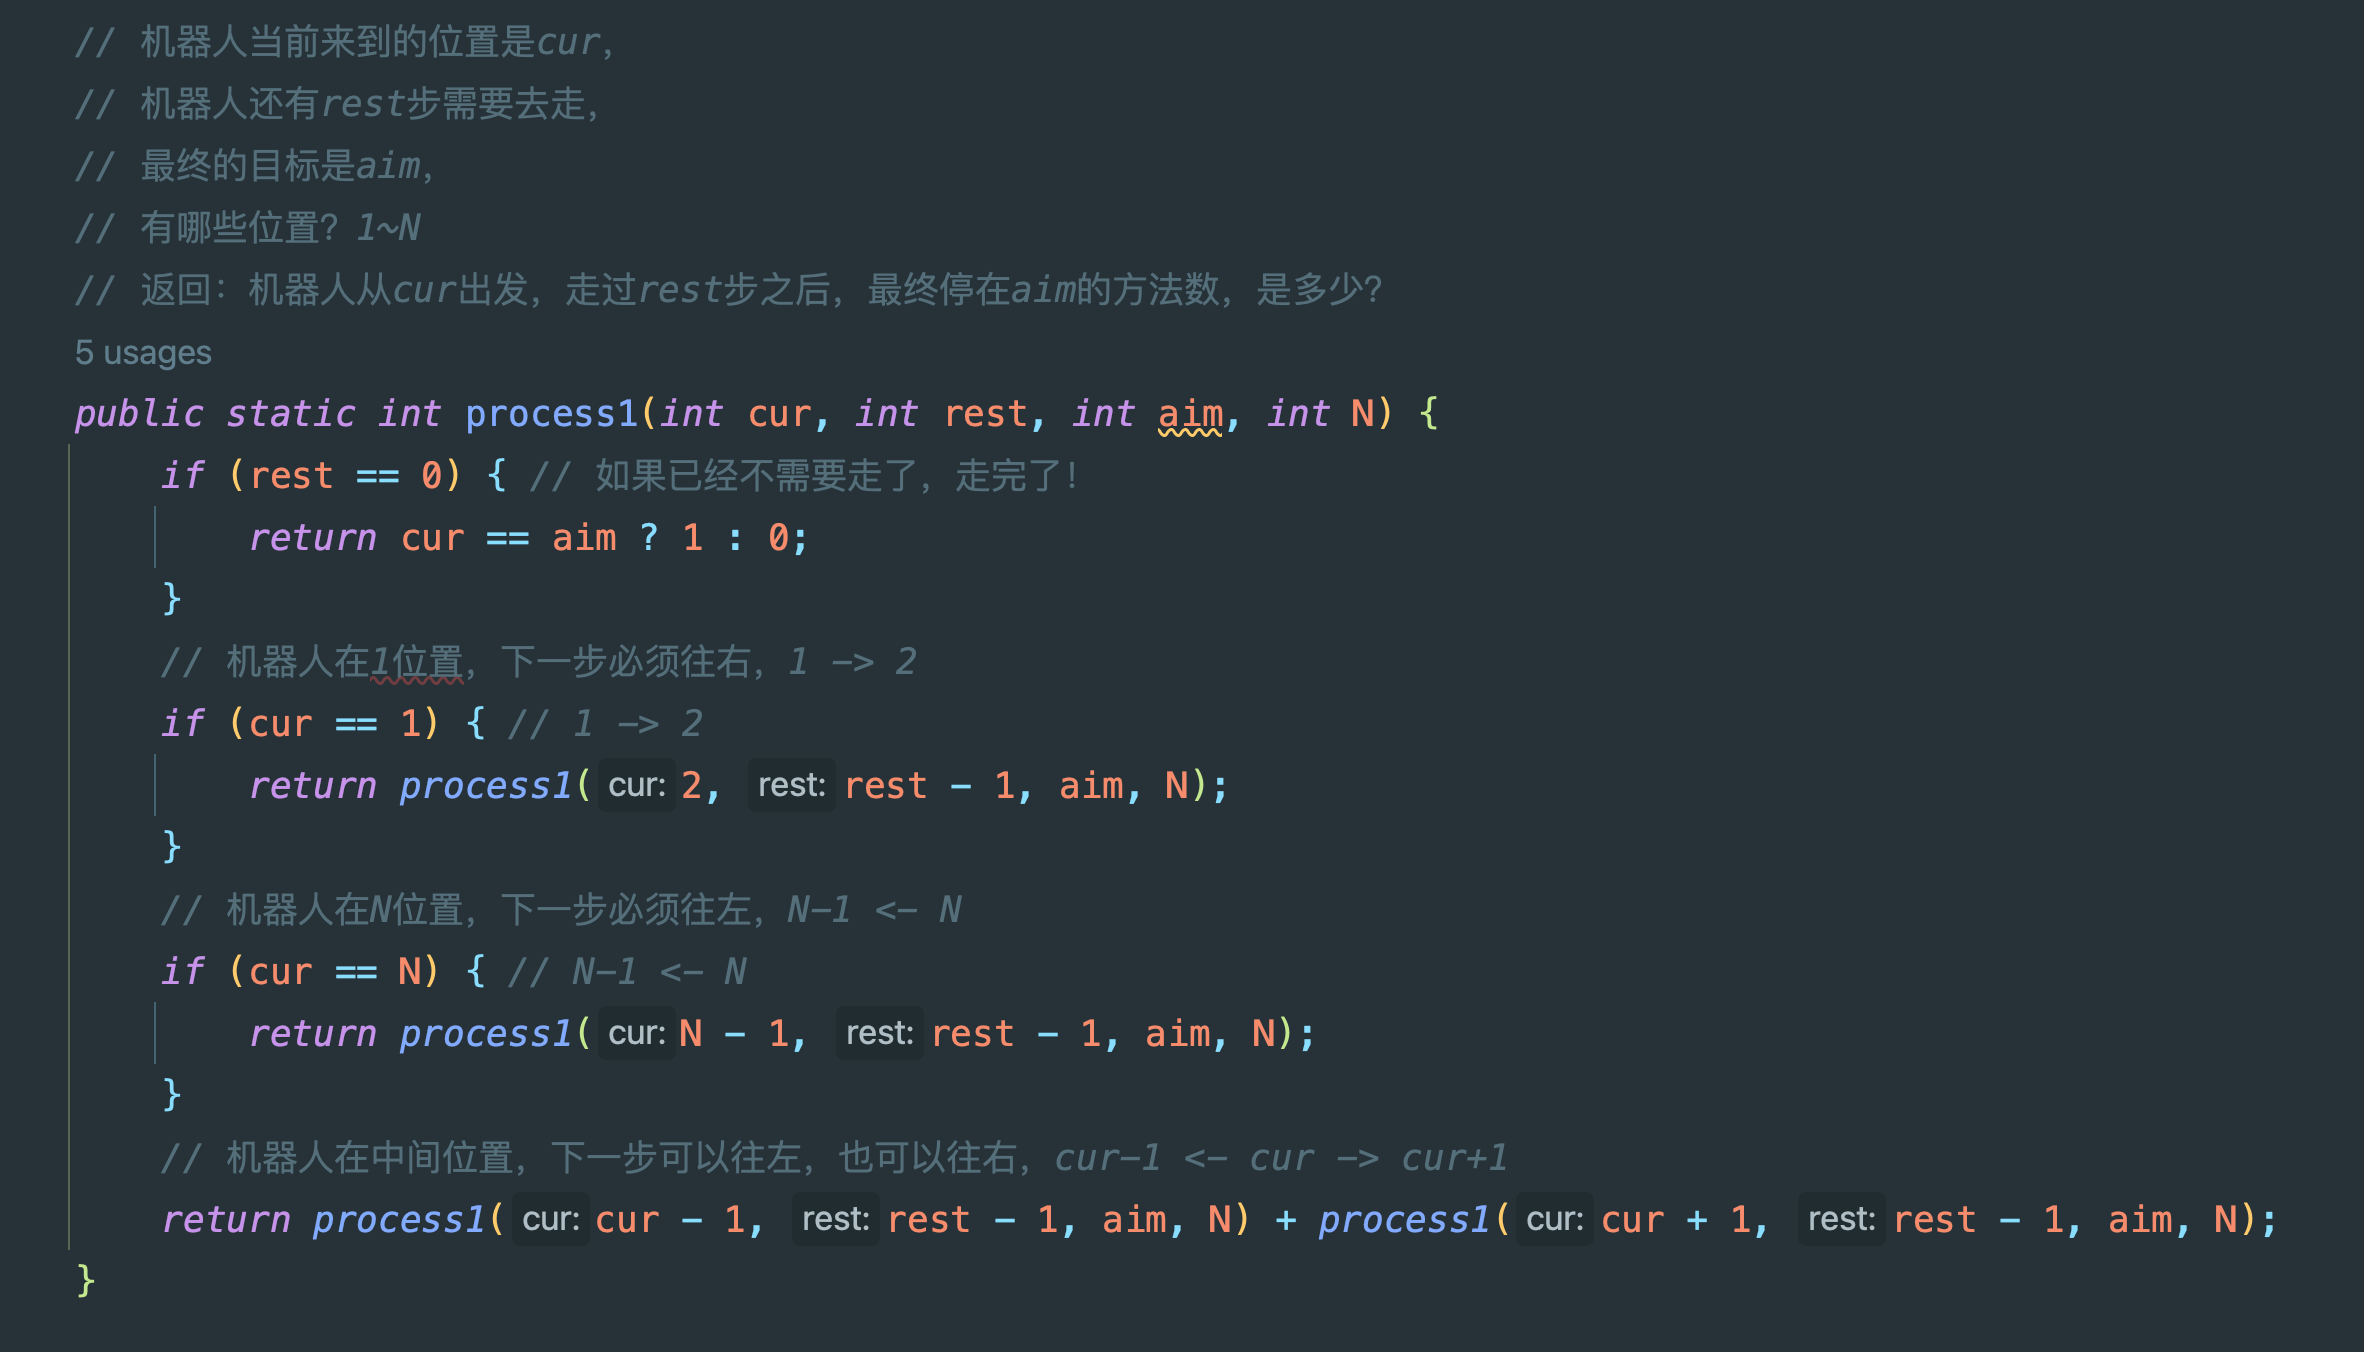 // 机器人当前来到的位置是cur,
// 机器人还有rest步需要去走,
// 最终的目标是aim,
// 有哪些位置？1~N
// 返回：机器人从cur出发，走过rest步之后，最终停在aim的方法数，是多少？
5 usages
public static int process1(int cur, int rest, int aim, int N) {
if (rest == 0) { // 如果已经不需要走了，走完了！
return cur == aim ? 1 : 0;
}
// 机器人在1位置，下一步必须往右，1 -> 2
if (cur == 1) { // 1 -> 2
return process1( cur: 2, rest: rest - 1, aim, N);
}
// 机器人在N位置，下一步必须往左，N-1 <- N
if (cur == N) { // N-1 <- N
return process1( cur: N - 1, rest: rest - 1, aim, N);
}
// 机器人在中间位置，下一步可以往左，也可以往右，cur-1 <- cur -> cur+1
return process1( cur: cur - 1, rest: rest - 1, aim, N) + process1( cur: cur + 1, rest: rest - 1, aim, N);
}